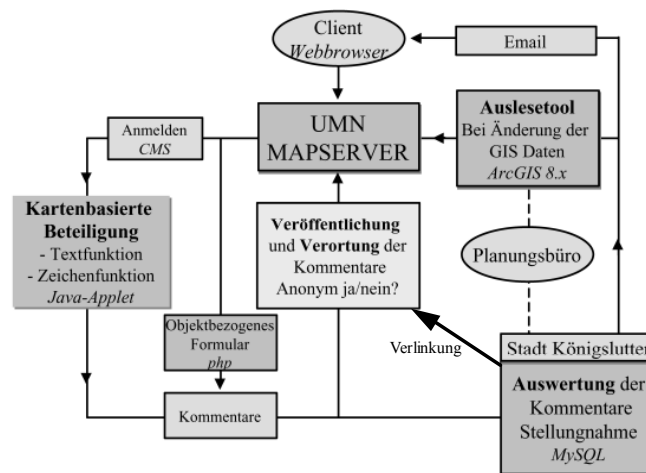 Client
Webbrowser
Email
UMN
MAPSERVER
Auslesetool
Bei Änderung der
GIS Daten
ArcGIS 8.x
Anmelden
CMS
Kartenbasierte
Beteiligung
- Textfunktion
- Zeichenfunktion
Java-Applet
Veröffentlichung
und Verortung der
Kommentare
Anonym ja/nein?
Planungsbüro
Objektbezogenes
Formular
php
Verlinkung
Stadt Königslutter
Kommentare
Auswertung der
Kommentare
Stellungnahme
MySQL